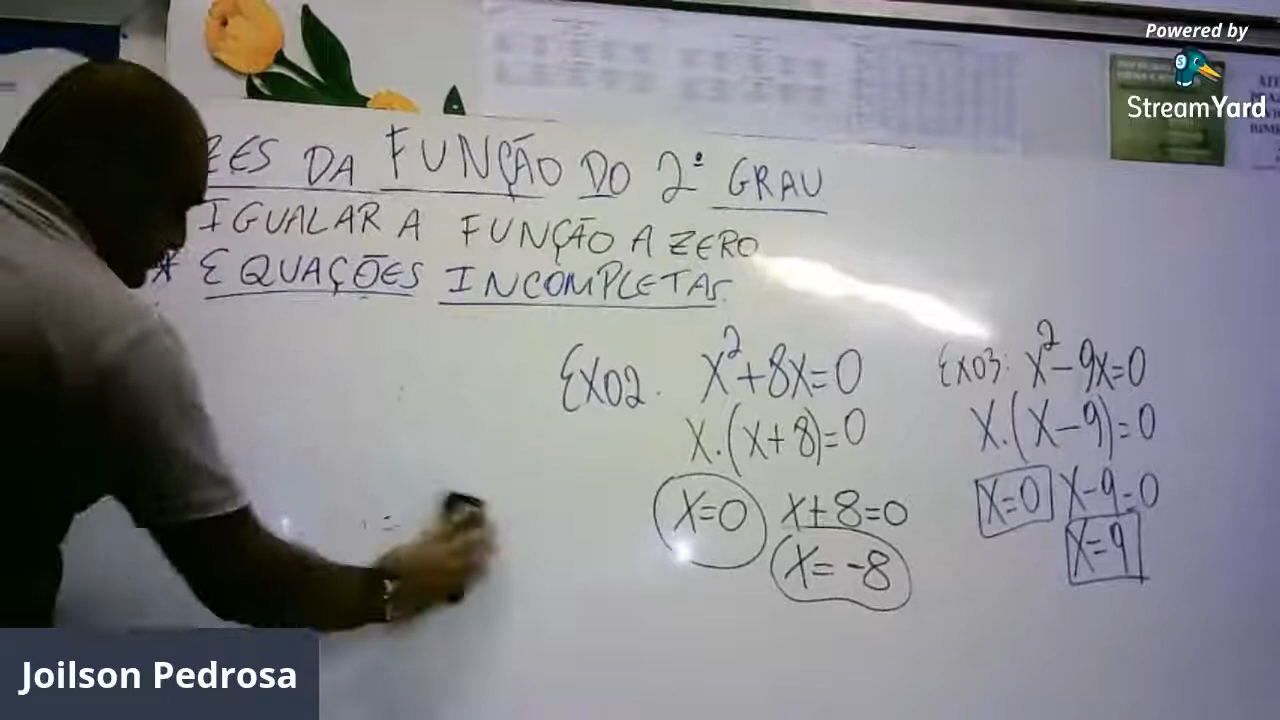 Powered by
StreamYard
ZES DA FUNÇÃO DO 2º GRAU
IGUALAR A FUNÇÃO A ZERO
* EQUAÇÕES INCOMPLETAS.
EX02. x²+8x=0
x.(x+8)=0
x=0 x+8=0
x=-8
EX03: x²-9x=0
x.(x-9)=0
x=0 x-9=0
x=9
Joilson Pedrosa